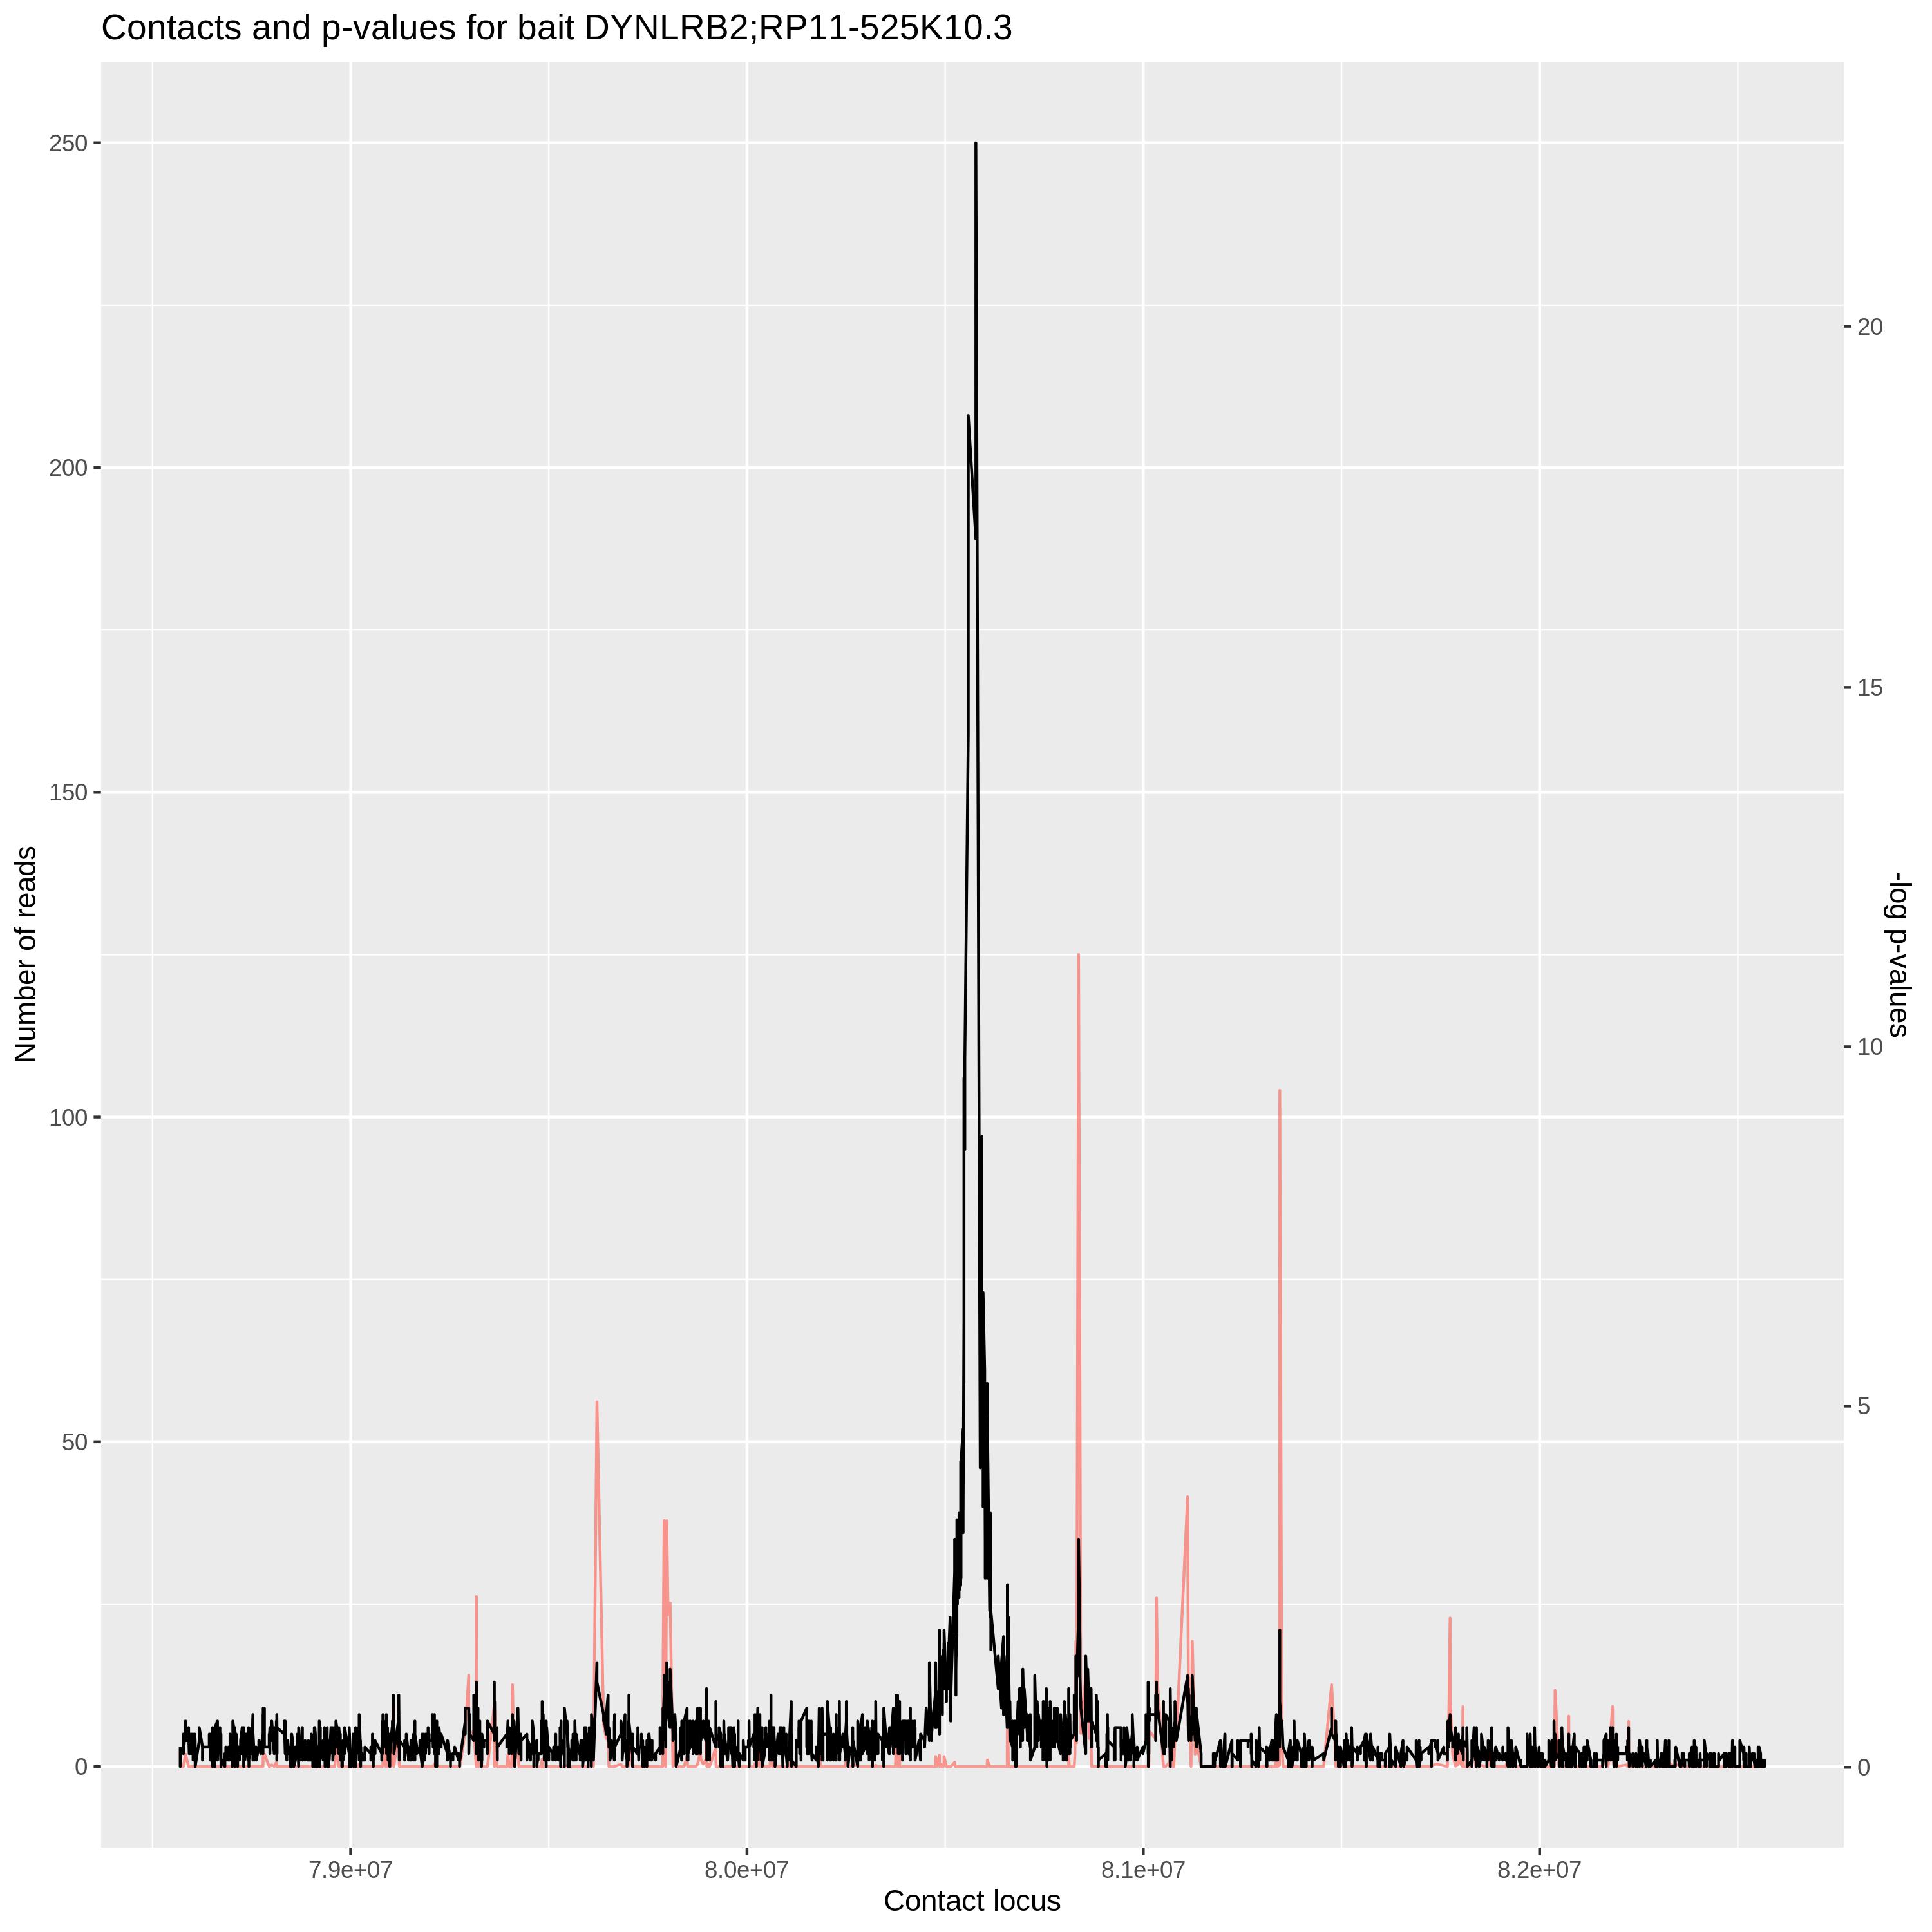 Contacts and p-values for bait DYNLRB2;RP11-525K10.3
250
200
150
100
50
0
Number of reads
20
15
10
5
0
-log p-values
7.9e+07 8.0e+07 8.1e+07 8.2e+07
Contact locus